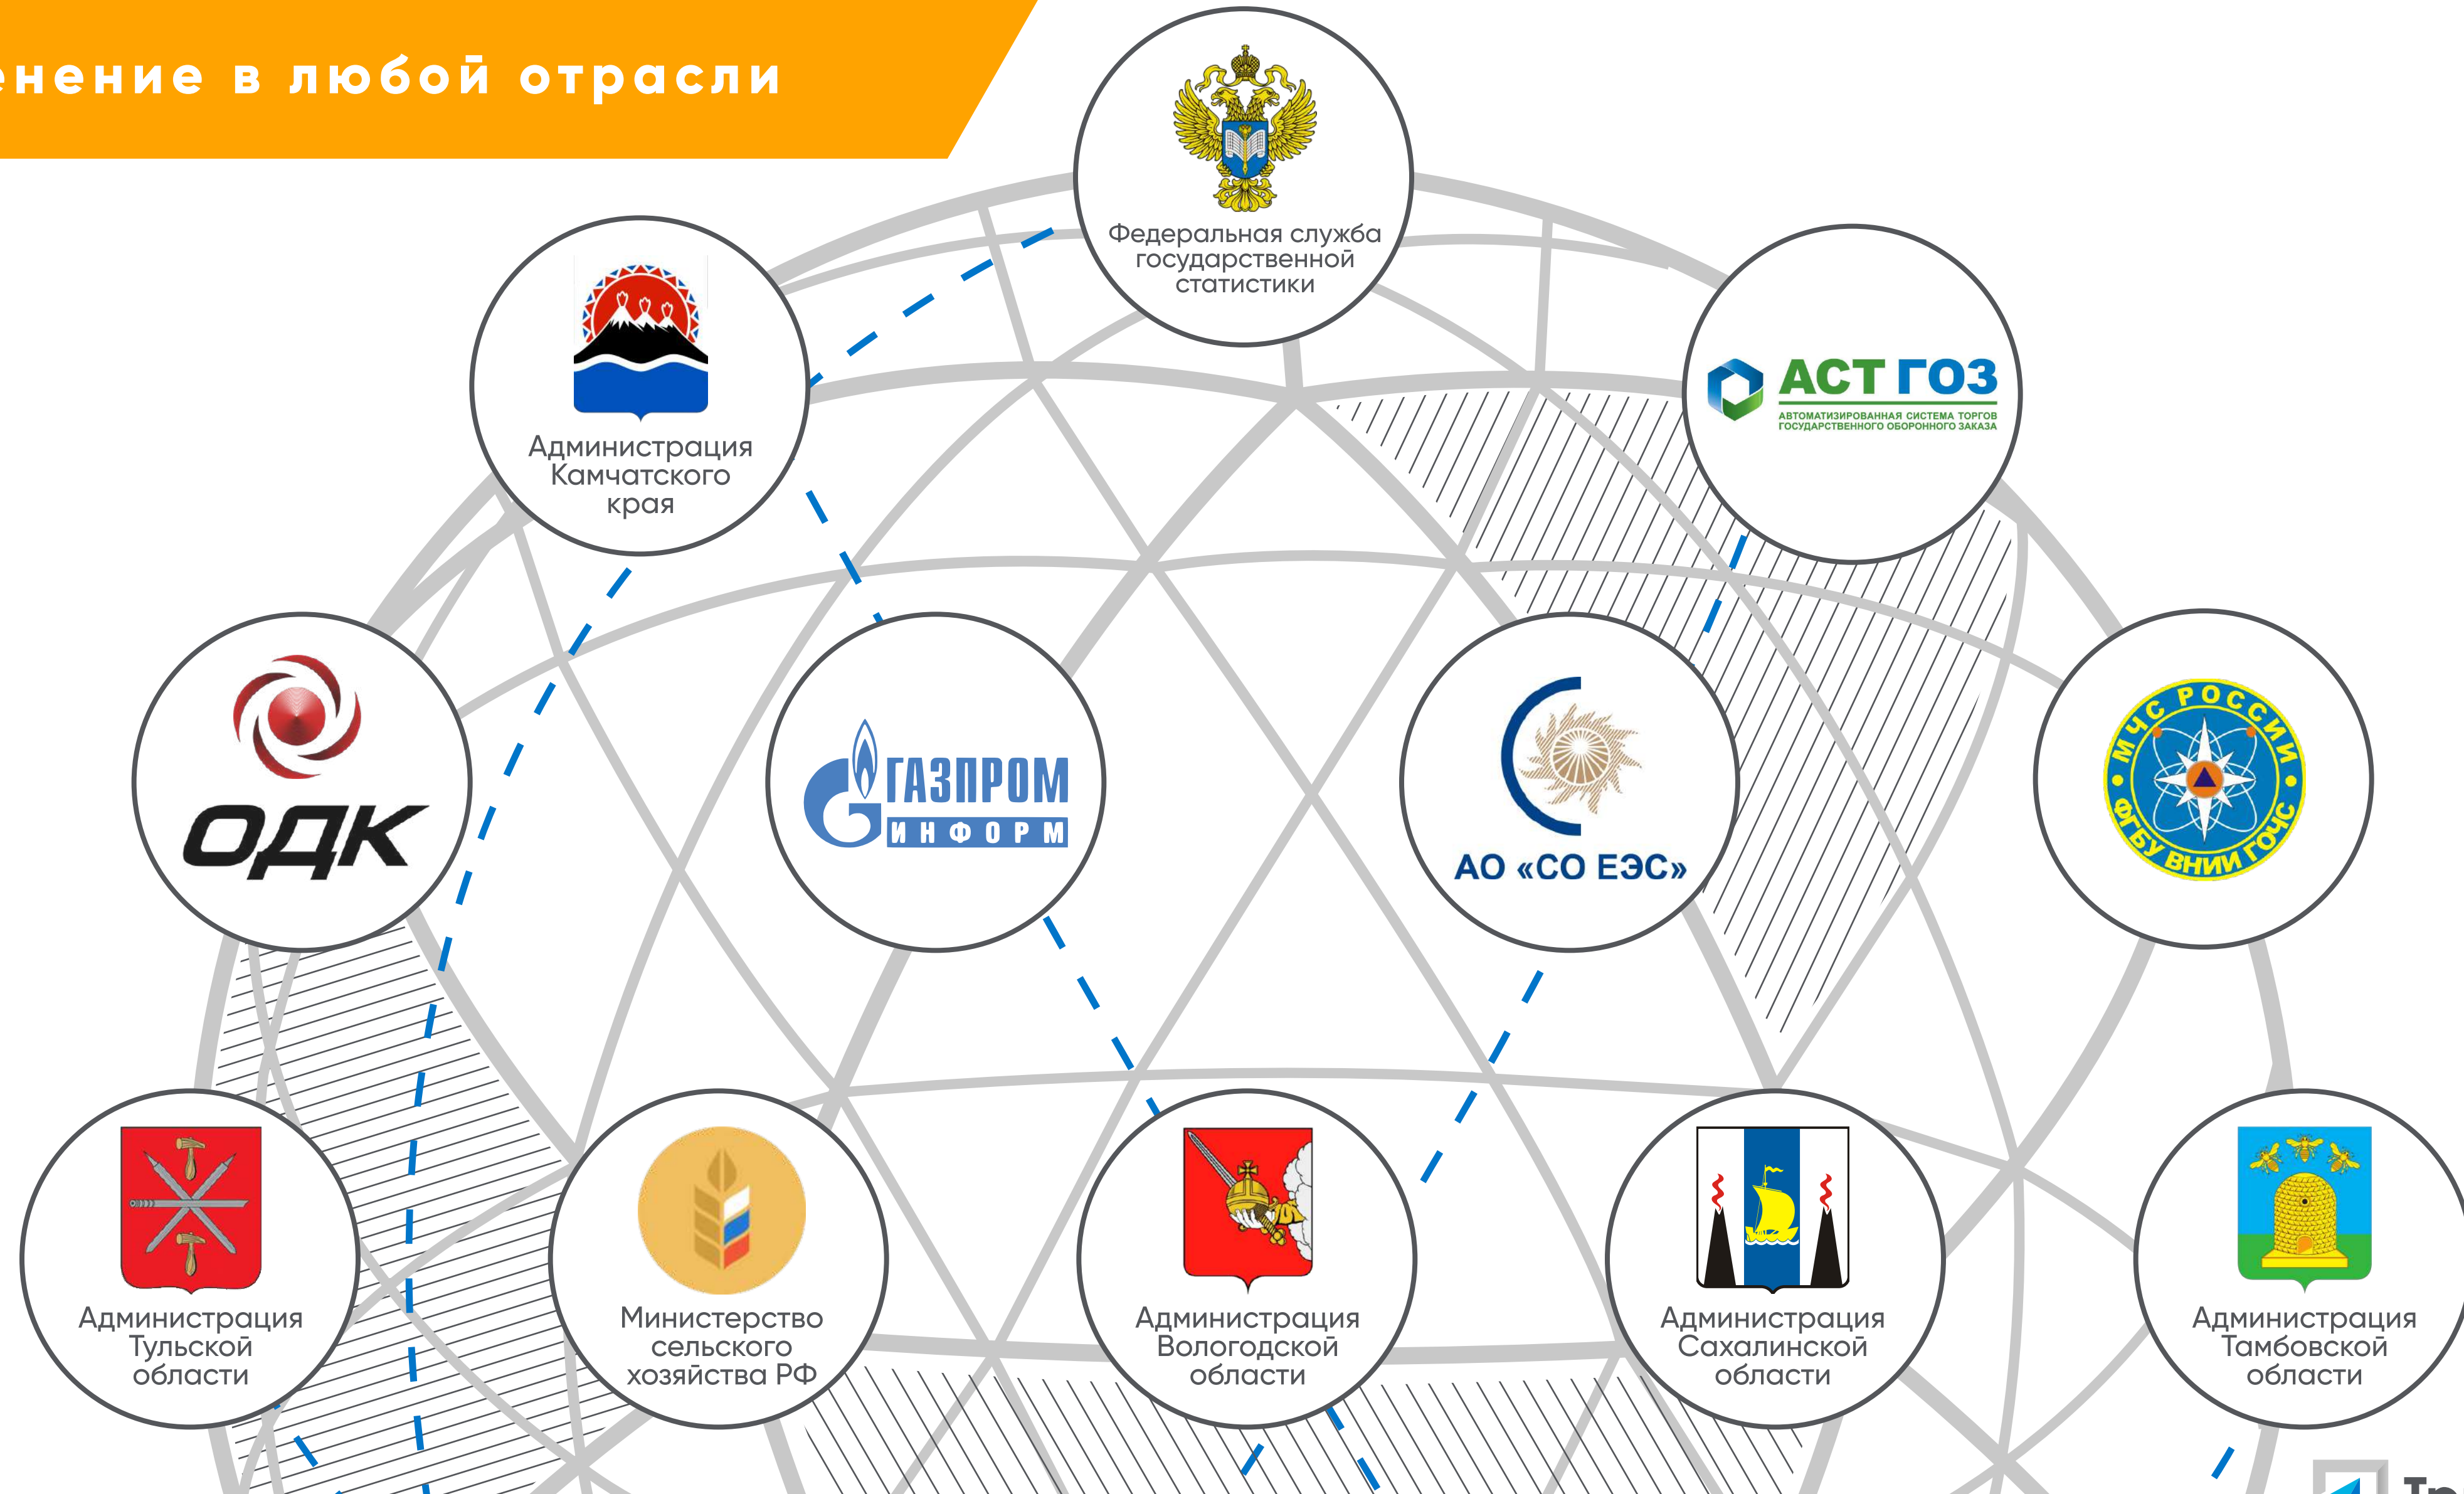 енение в любой отрасли
Федеральная служба
государственной
статистики
Администрация
Камчатского
края
АСТ ГОЗ
АВТОМАТИЗИРОВАННАЯ СИСТЕМА ТОРГОВ
ГОСУДАРСТВЕННОГО ОБОРОННОГО ЗАКАЗА
ОДК
ГАЗПРОМ
ИНФОРМ
АО «СО ЕЭС»
МЧС РОССИИ
ФГБУ ВНИИ ГОЧС
Администрация
Тульской
области
Министерство
сельского
хозяйства РФ
Администрация
Вологодской
области
Администрация
Сахалинской
области
Администрация
Тамбовской
области